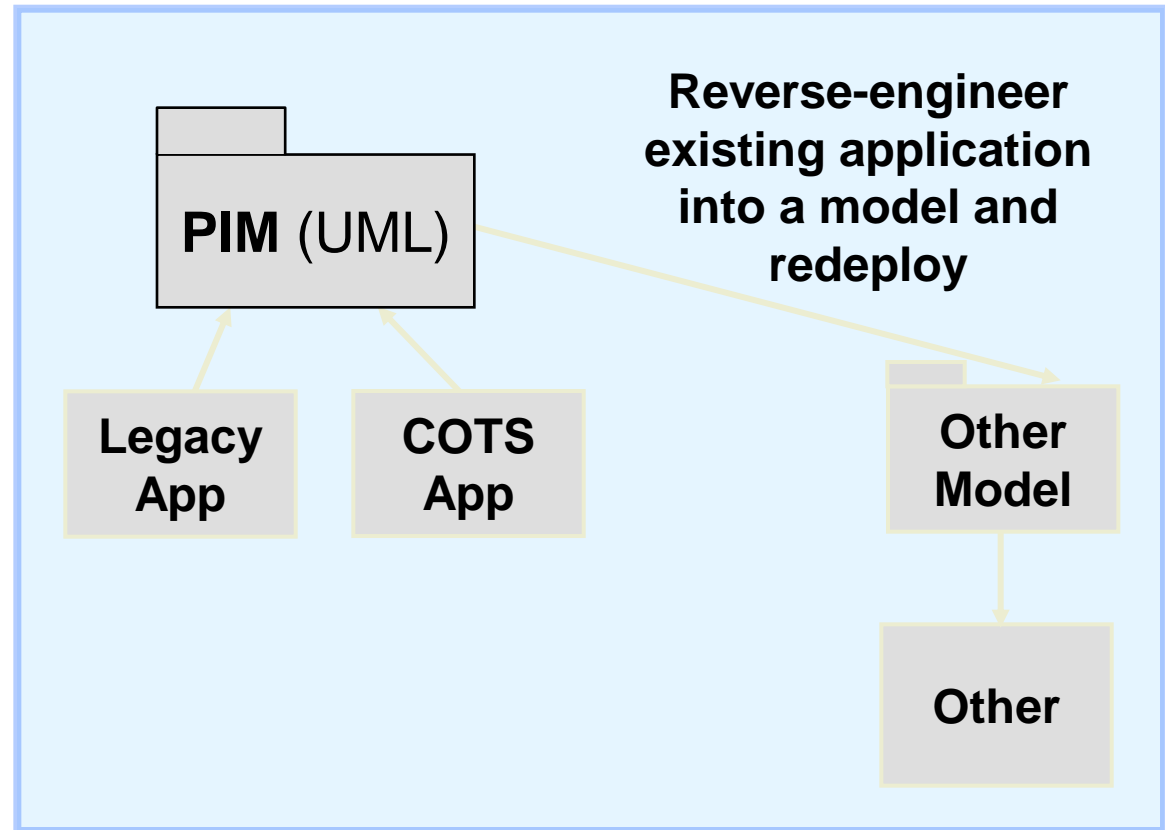 Reverse-engineer
existing application
into a model and
redeploy
PIM (UML)
Legacy
App
COTS
App
Other
Model
Other